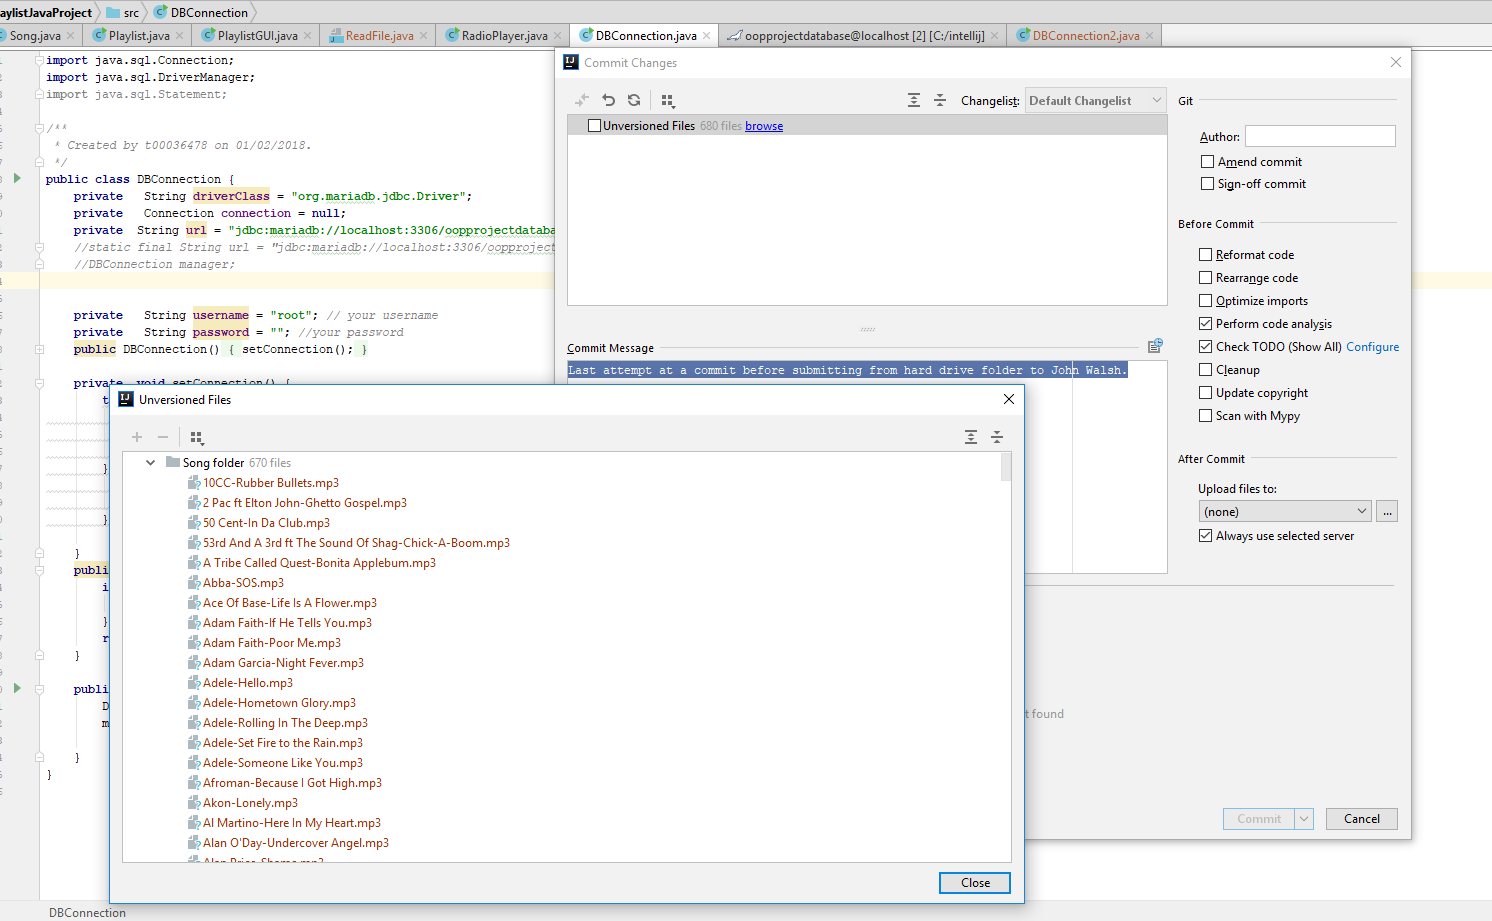 aylistJavaProject src DBConnection
Song.java Playlist.java PlaylistGUI.java ReadFile.java RadioPlayer.java DBConnection.java oopprojectdatabase@localhost [2] [C:/intellij] DBConnection2.java
import java.sql.Connection;
import java.sql.DriverManager;
import java.sql.Statement;
/**
* Created by t00036478 on 01/02/2018.
*/
public class DBConnection {
private String driverClass = "org.mariadb.jdbc.Driver";
private Connection connection = null;
private String url = "jdbc:mariadb://localhost:3306/oopprojectdataba
//static final String url = "jdbc:mariadb://localhost:3306/oopproject
//DBConnection manager;
private String username = "root"; // your username
private String password = ""; //your password
public DBConnection() { setConnection(); }
private void setConnection() {
t
}
}
}
publi
i
}
r
}
publi
D
m
}
}
DBConnection
Commit Changes
Changelist: Default Changelist
Unversioned Files 680 files browse
Commit Message
Last attempt at a commit before submitting from hard drive folder to John Walsh.
t found
Git
Author:
Amend commit
Sign-off commit
Before Commit
Reformat code
Rearrange code
Optimize imports
Perform code analysis
Check TODO (Show All) Configure
Cleanup
Update copyright
Scan with Mypy
After Commit
Upload files to:
(none) ...
Always use selected server
Commit Cancel
Unversioned Files
Song folder 670 files
10CC-Rubber Bullets.mp3
2 Pac ft Elton John-Ghetto Gospel.mp3
50 Cent-In Da Club.mp3
53rd And A 3rd ft The Sound Of Shag-Chick-A-Boom.mp3
A Tribe Called Quest-Bonita Applebum.mp3
Abba-SOS.mp3
Ace Of Base-Life Is A Flower.mp3
Adam Faith-If He Tells You.mp3
Adam Faith-Poor Me.mp3
Adam Garcia-Night Fever.mp3
Adele-Hello.mp3
Adele-Hometown Glory.mp3
Adele-Rolling In The Deep.mp3
Adele-Set Fire to the Rain.mp3
Adele-Someone Like You.mp3
Afroman-Because I Got High.mp3
Akon-Lonely.mp3
Al Martino-Here In My Heart.mp3
Alan O'Day-Undercover Angel.mp3
Alan Price-Shame.mp3
Close